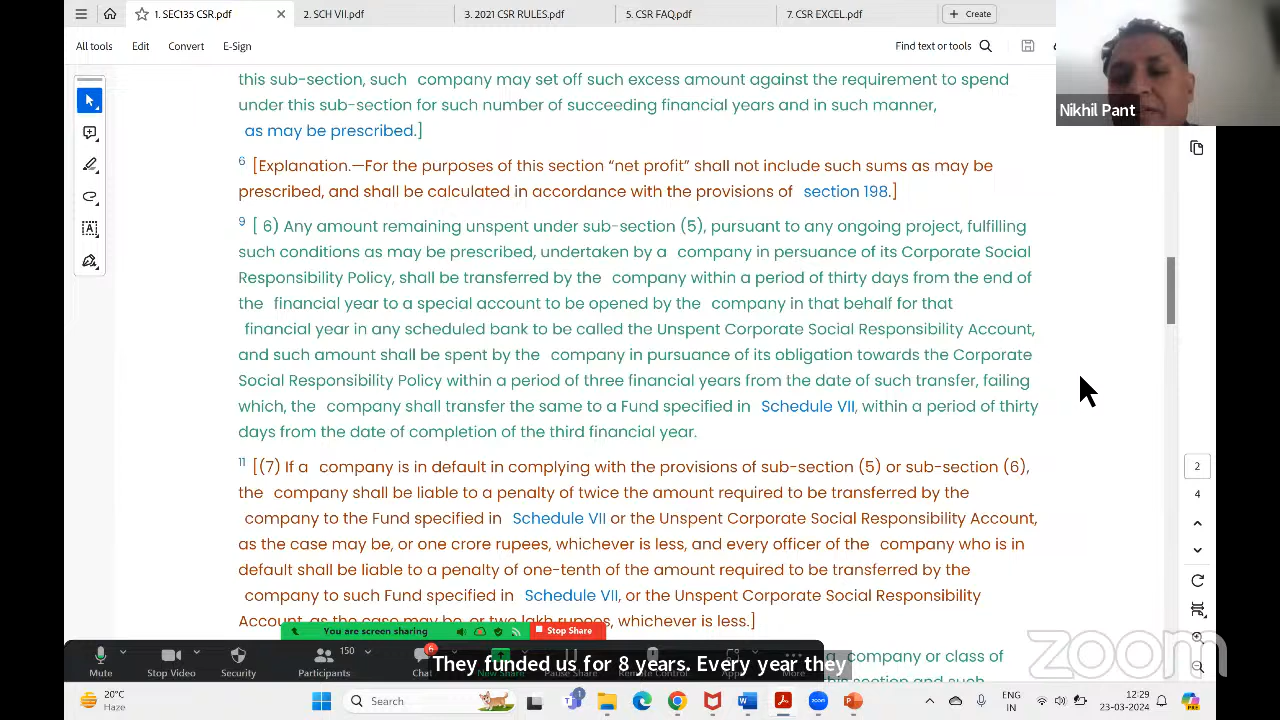 1. SEC135 CSR.pdf
2. SCH VII.pdf
3. 2021 CSR RULES.pdf
5. CSR FAQ.pdf
7. CSR EXCEL.pdf
+ Create
All tools Edit Convert E-Sign
Find text or tools
Nikhil Pant
this sub-section, such company may set off such excess amount against the requirement to spend
under this sub-section for such number of succeeding financial years and in such manner,
as may be prescribed.]
6 [Explanation.—For the purposes of this section “net profit” shall not include such sums as may be
prescribed, and shall be calculated in accordance with the provisions of section 198.]
9 [ 6) Any amount remaining unspent under sub-section (5), pursuant to any ongoing project, fulfilling
such conditions as may be prescribed, undertaken by a company in persuance of its Corporate Social
Responsibility Policy, shall be transferred by the company within a period of thirty days from the end of
the financial year to a special account to be opened by the company in that behalf for that
financial year in any scheduled bank to be called the Unspent Corporate Social Responsibility Account,
and such amount shall be spent by the company in pursuance of its obligation towards the Corporate
Social Responsibility Policy within a period of three financial years from the date of such transfer, failing
which, the company shall transfer the same to a Fund specified in Schedule VII, within a period of thirty
days from the date of completion of the third financial year.
11 [(7) If a company is in default in complying with the provisions of sub-section (5) or sub-section (6),
the company shall be liable to a penalty of twice the amount required to be transferred by the
company to the Fund specified in Schedule VII or the Unspent Corporate Social Responsibility Account,
as the case may be, or one crore rupees, whichever is less, and every officer of the company who is in
default shall be liable to a penalty of one-tenth of the amount required to be transferred by the
company to such Fund specified in Schedule VII, or the Unspent Corporate Social Responsibility
Account, as the case may be, or two lakh rupees, whichever is less.]
2
4
You are screen sharing
Stop Share
company or class of
this section and such
150
6
They funded us for 8 years. Every year they
Mute Stop Video Security Participants Chat New Share Pause Share Remote Control Apps More
zoom
20°C
Haze
Search
1
ENG
IN
12:29
23-03-2024